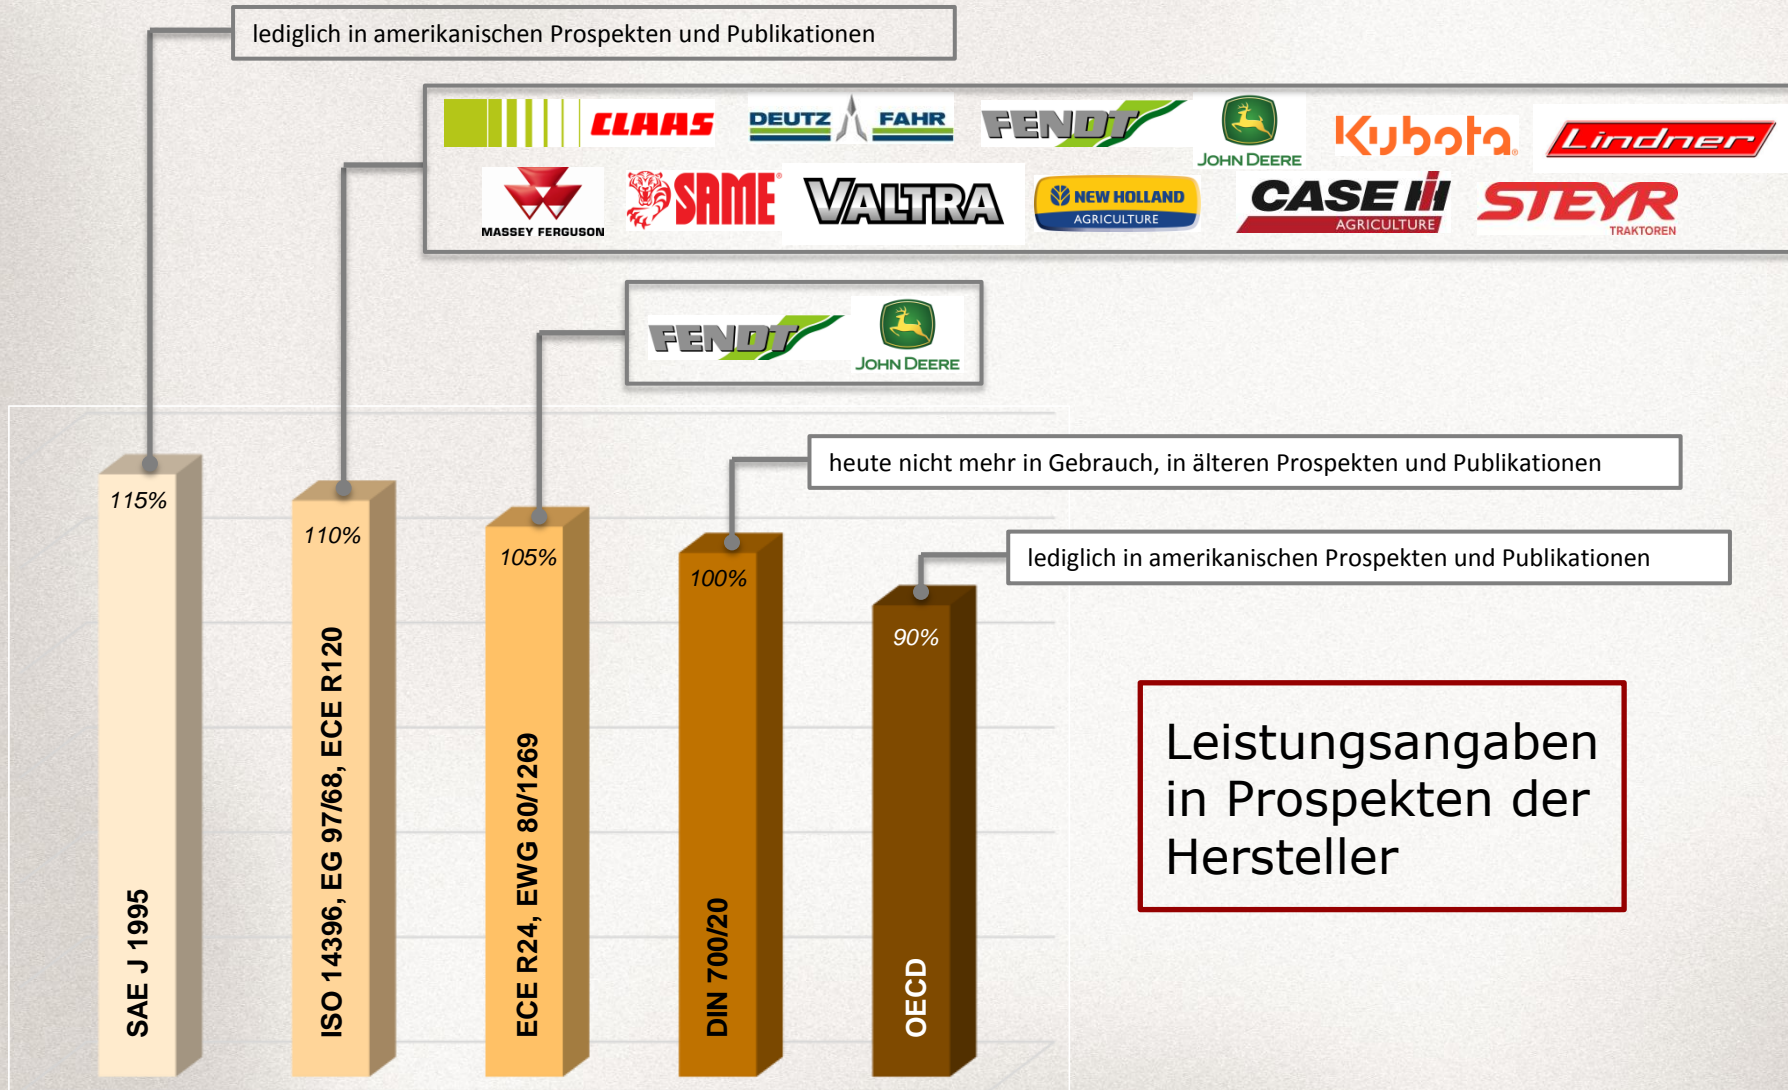 lediglich in amerikanischen Prospekten und Publikationen
CLAAS
DEUTZ FAHR
FENDT
JOHN DEERE
Kubota
Lindner
MASSEY FERGUSON
SAME
VALTRA
NEW HOLLAND
AGRICULTURE
CASE IH
AGRICULTURE
STEYR
TRAKTOREN
FENDT
JOHN DEERE
heute nicht mehr in Gebrauch, in älteren Prospekten und Publikationen
lediglich in amerikanischen Prospekten und Publikationen
115%
110%
105%
100%
90%
SAE J 1995
ISO 14396, EG 97/68, ECE R120
ECE R24, EWG 80/1269
DIN 700/20
OECD
Leistungsangaben
in Prospekten der
Hersteller